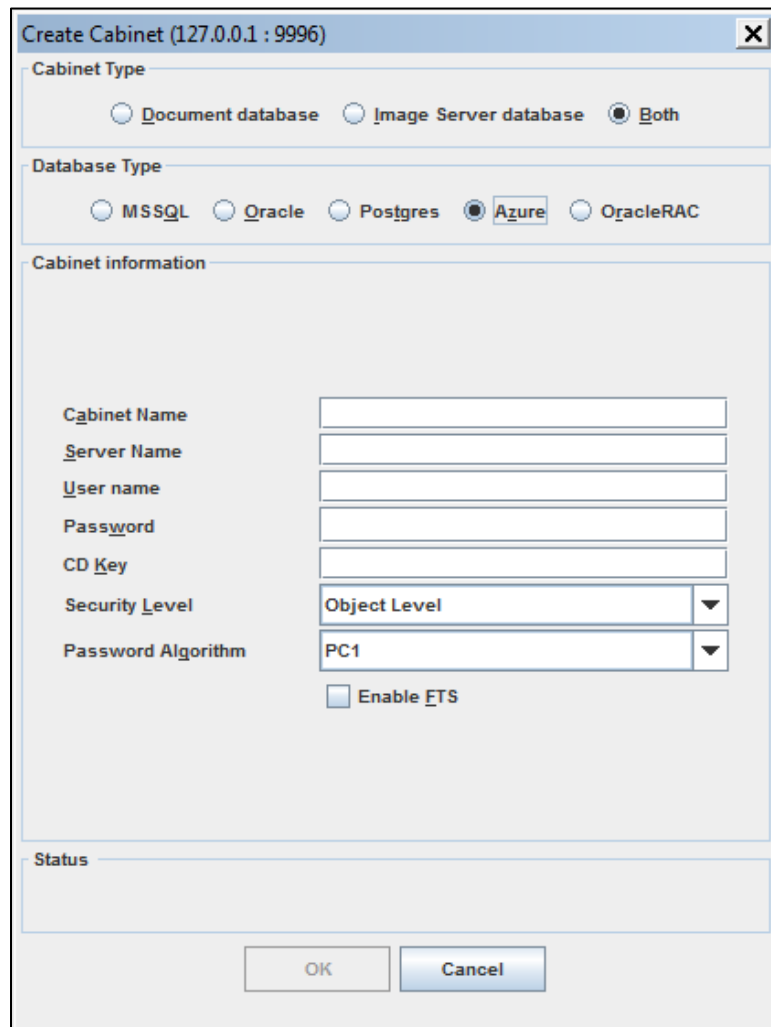 Create Cabinet (127.0.0.1 : 9996)
Cabinet Type
Document database Image Server database Both
Database Type
MSSQL Oracle Postgres Azure OracleRAC
Cabinet information
Cabinet Name
Server Name
User name
Password
CD Key
Security Level Object Level
Password Algorithm PC1
Enable FTS
Status
OK Cancel